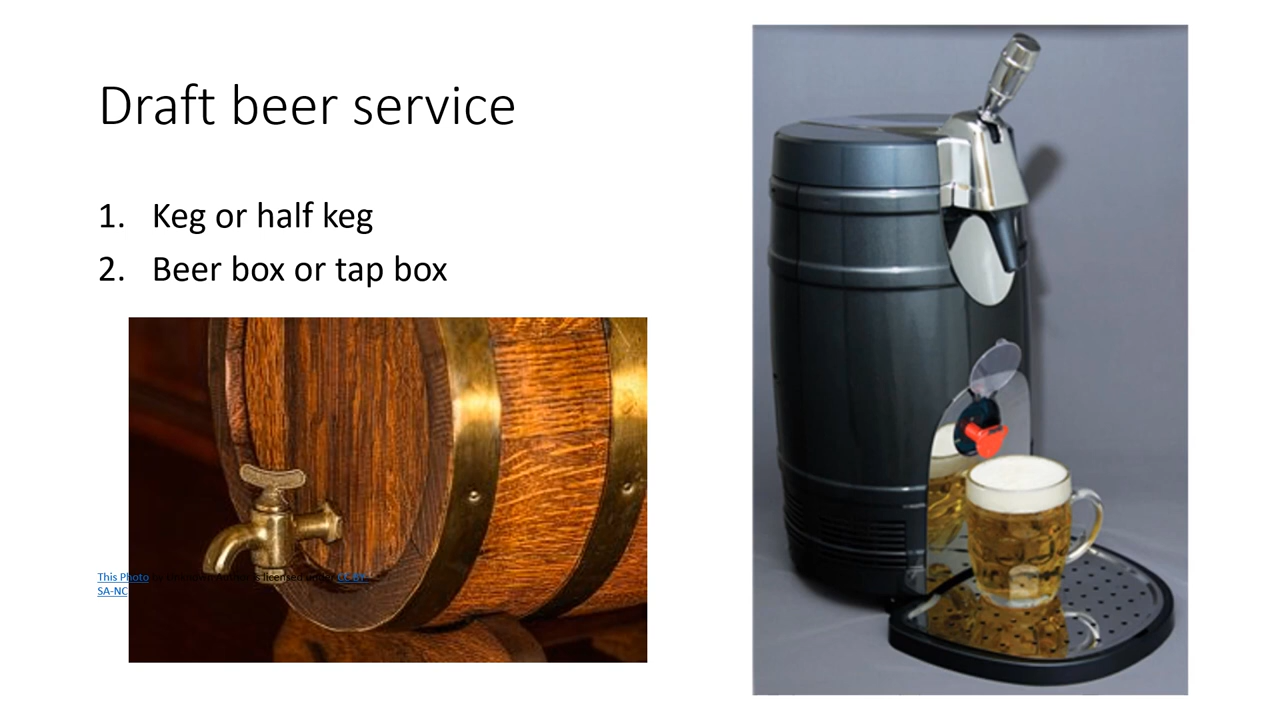 Draft beer service
1. Keg or half keg
2. Beer box or tap box
This Photo by Unknown Author is licensed under CC BY-
SA-NC